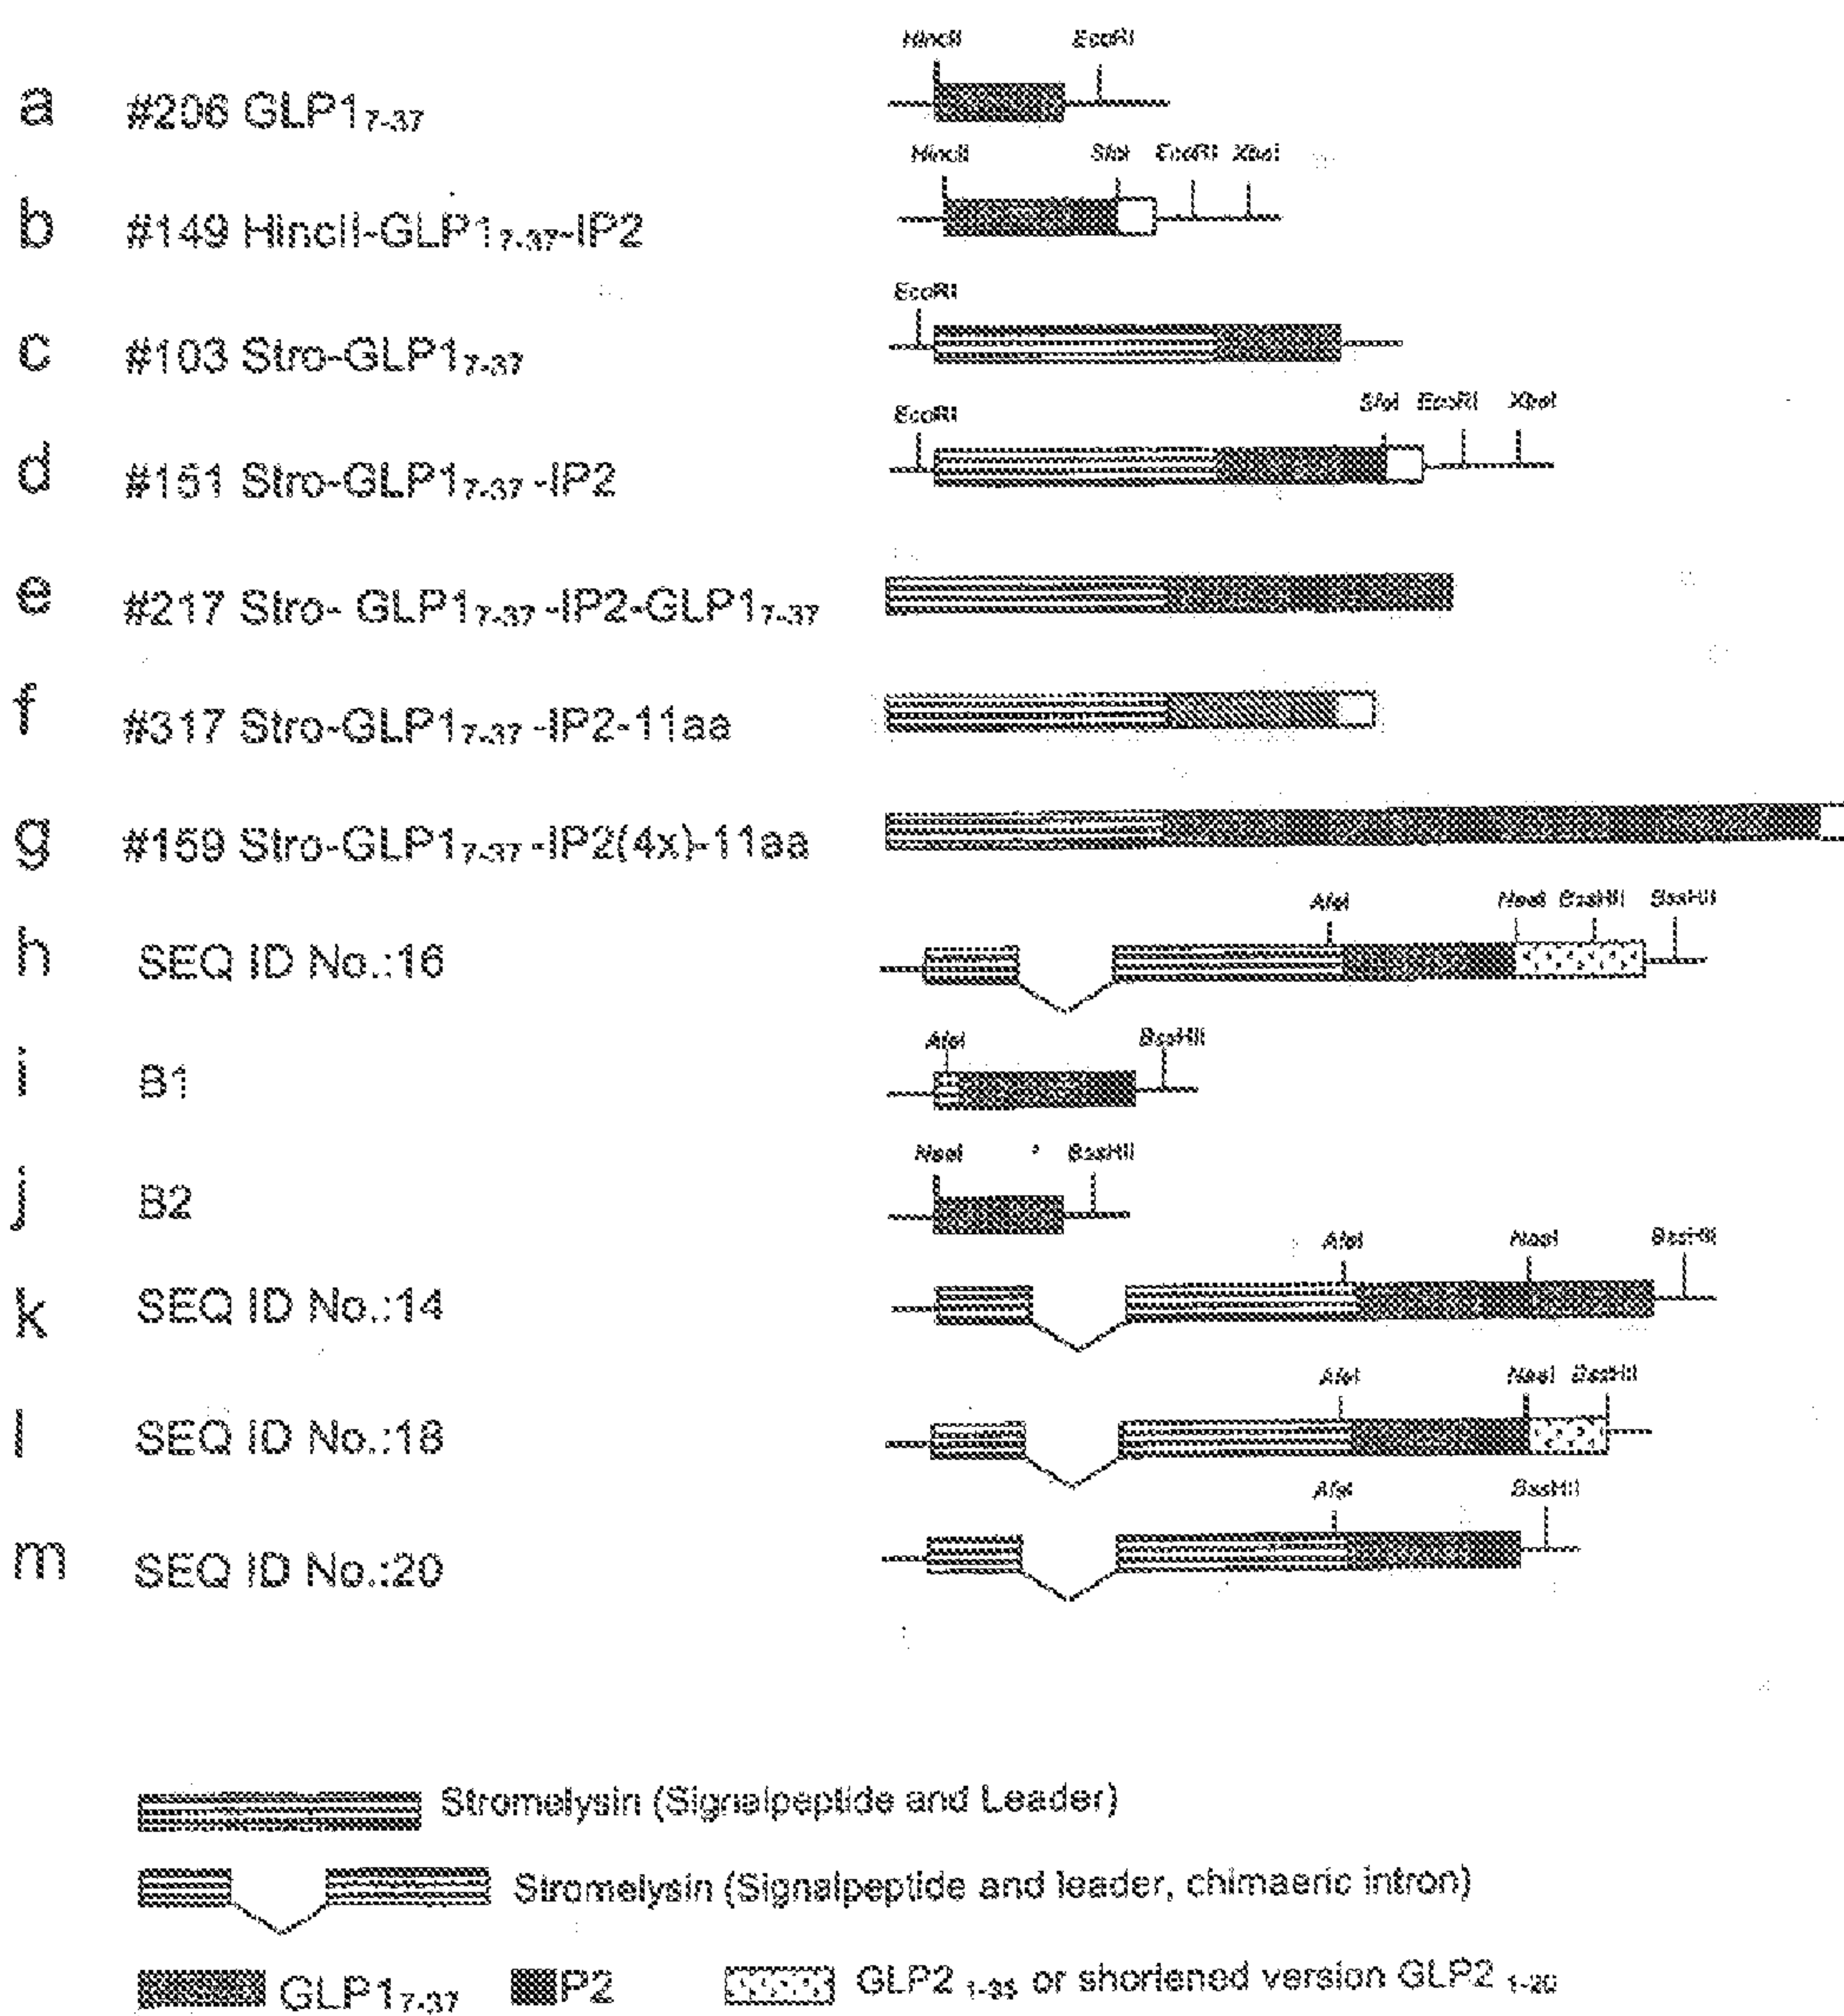 HincII EcoRI
a #206 GLP1₇₋₃₇
HincII SfoI EcoRI XbaI
b #149 HincII-GLP1₇₋₃₇-IP2
EcoRI
c #103 Stro-GLP1₇₋₃₇
EcoRI SfoI EcoRI XbaI
d #151 Stro-GLP1₇₋₃₇ -IP2
e #217 Stro- GLP1₇₋₃₇ -IP2-GLP1₇₋₃₇
f #317 Stro-GLP1₇₋₃₇ -IP2-11aa
g #159 Stro-GLP1₇₋₃₇ -IP2(4x)-11aa
AfeI NaeI BssHII BssHII
h SEQ ID No.:16
AfeI BssHII
i B1
NaeI BssHII
j B2
AfeI NaeI BssHII
k SEQ ID No.:14
AfeI NaeI BssHII
l SEQ ID No.:18
AfeI BssHII
m SEQ ID No.:20
Stromelysin (Signalpeptide and Leader)
Stromelysin (Signalpeptide and leader, chimaeric intron)
GLP1₇₋₃₇ IP2 GLP2 ₁₋₃₅ or shortened version GLP2 ₁₋₂₀